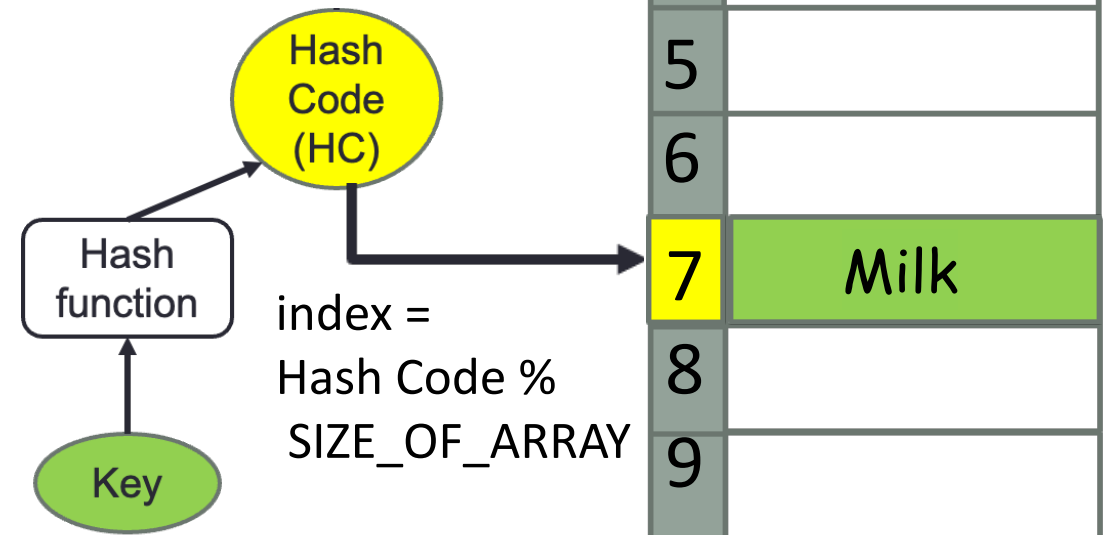 Hash
Code
(HC)
Hash
function
Key
index =
Hash Code %
SIZE_OF_ARRAY
5
6
7
Milk
8
9